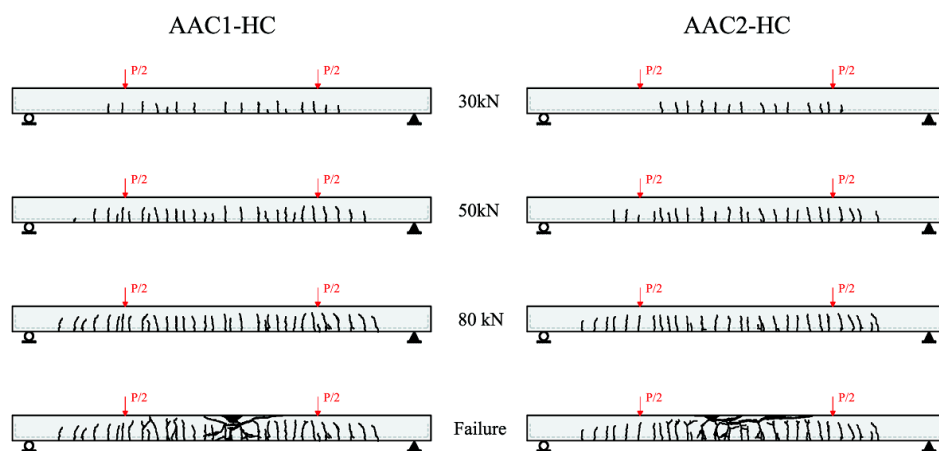 AAC1-HC AAC2-HC
P/2 P/2 P/2 P/2
30kN
P/2 P/2 P/2 P/2
50kN
P/2 P/2 P/2 P/2
80 kN
P/2 P/2 P/2 P/2
Failure